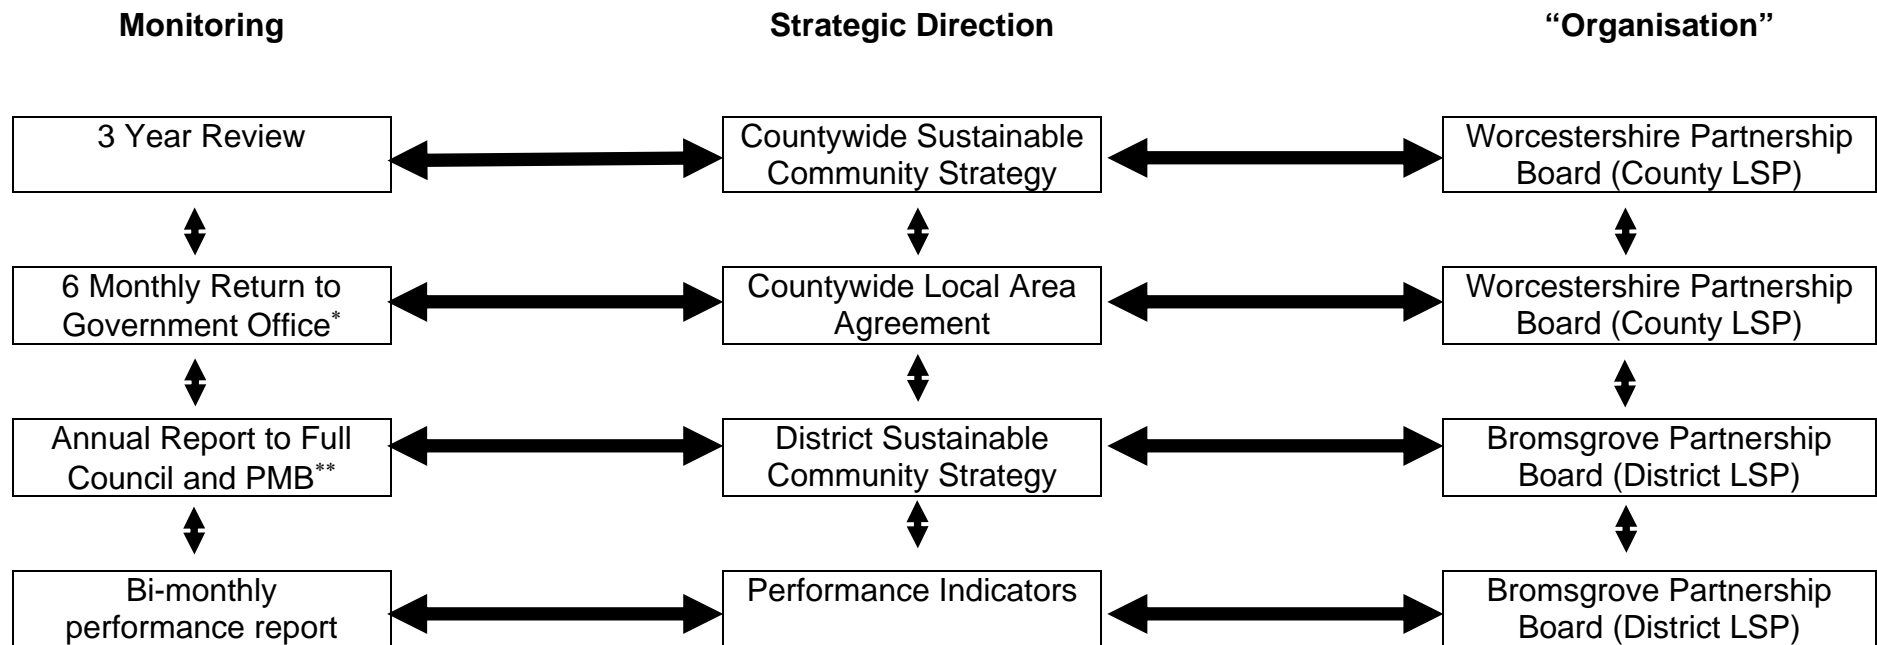 Monitoring
Strategic Direction
“Organisation”
3 Year Review
Countywide Sustainable
Community Strategy
Worcestershire Partnership
Board (County LSP)
6 Monthly Return to
Government Office*
Countywide Local Area
Agreement
Worcestershire Partnership
Board (County LSP)
Annual Report to Full
Council and PMB**
District Sustainable
Community Strategy
Bromsgrove Partnership
Board (District LSP)
Bi-monthly
performance report
Performance Indicators
Bromsgrove Partnership
Board (District LSP)